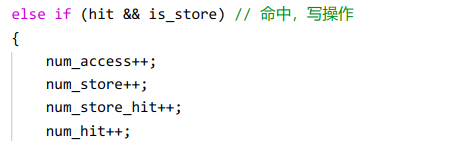 else if (hit && is_store) // 命中，写操作
{
    num_access++;
    num_store++;
    num_store_hit++;
    num_hit++;